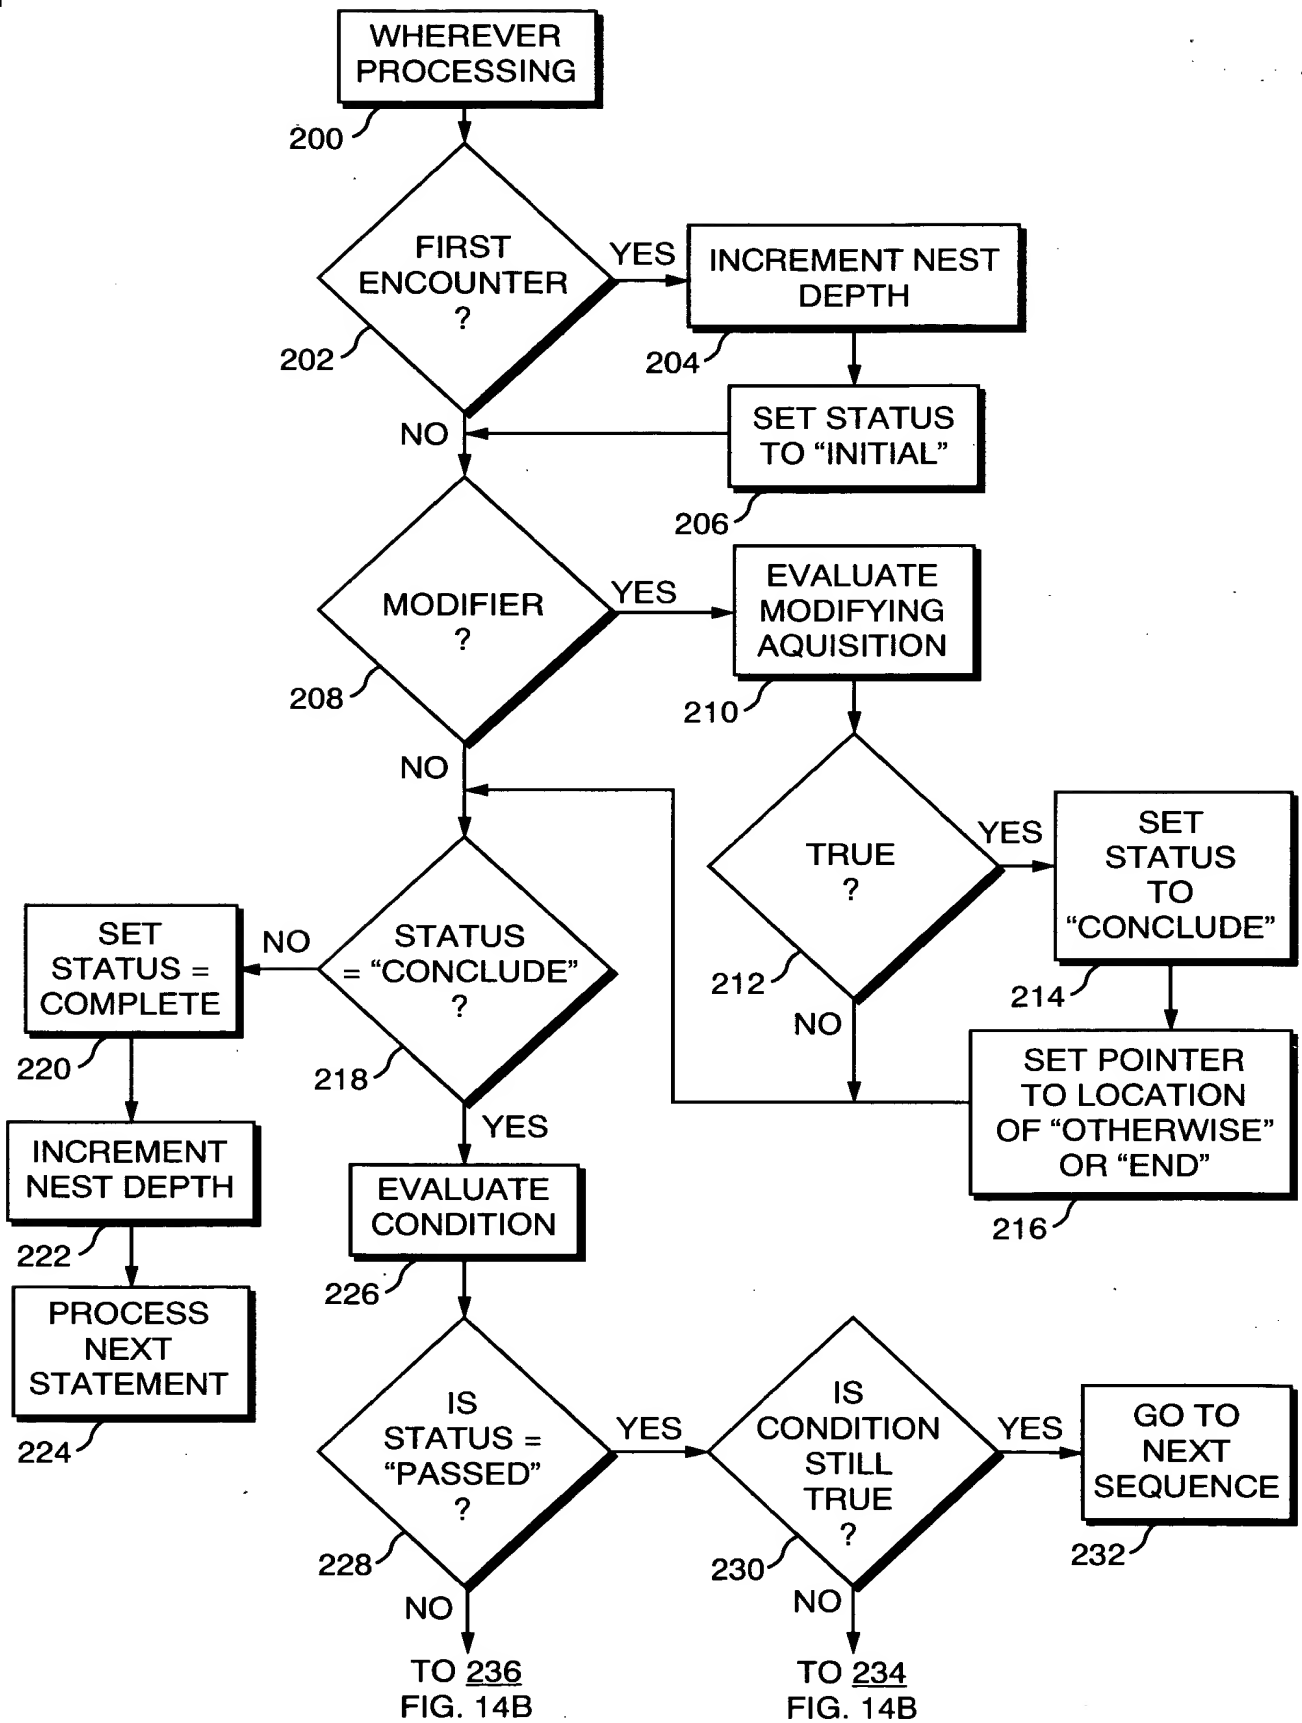 WHEREVER
PROCESSING
200
FIRST
ENCOUNTER
?
202
YES
INCREMENT NEST
DEPTH
204
NO
SET STATUS
TO “INITIAL”
206
MODIFIER
?
208
YES
EVALUATE
MODIFYING
AQUISITION
210
NO
TRUE
?
212
YES
SET
STATUS
TO
“CONCLUDE”
214
NO
SET POINTER
TO LOCATION
OF “OTHERWISE”
OR “END”
216
STATUS
= “CONCLUDE”
?
218
NO
SET
STATUS =
COMPLETE
220
INCREMENT
NEST DEPTH
222
PROCESS
NEXT
STATEMENT
224
YES
EVALUATE
CONDITION
226
IS
STATUS =
“PASSED”
?
228
YES
IS
CONDITION
STILL
TRUE
?
230
YES
GO TO
NEXT
SEQUENCE
232
NO
TO 236
FIG. 14B
NO
TO 234
FIG. 14B